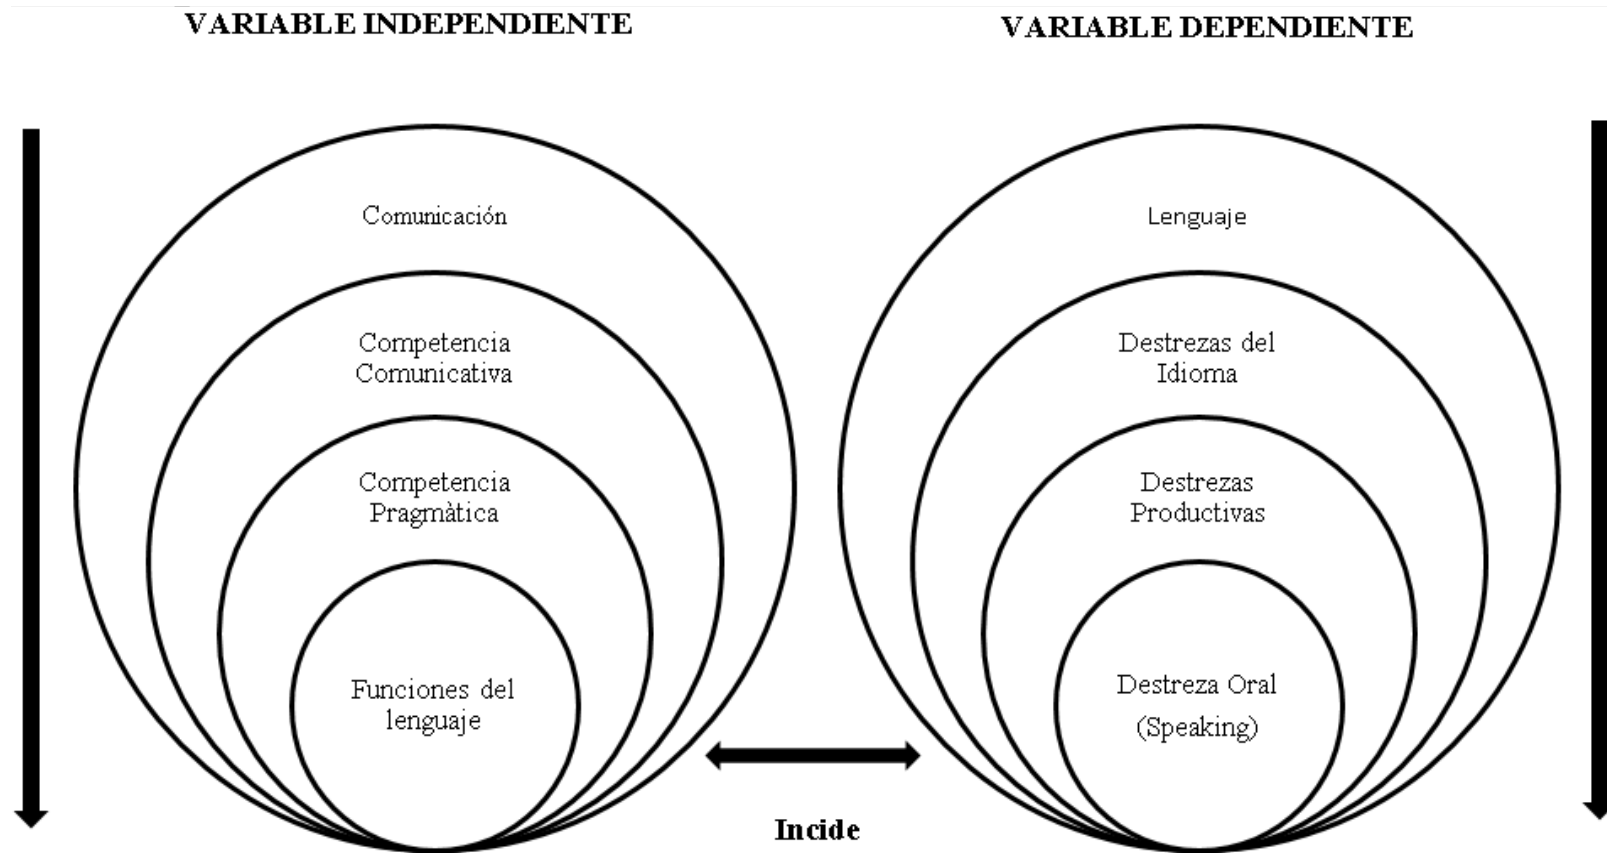 VARIABLE INDEPENDIENTE
VARIABLE DEPENDIENTE
Comunicación
Competencia
Comunicativa
Competencia
Pragmàtica
Funciones del
lenguaje
Lenguaje
Destrezas del
Idioma
Destrezas
Productivas
Destreza Oral
(Speaking)
Incide